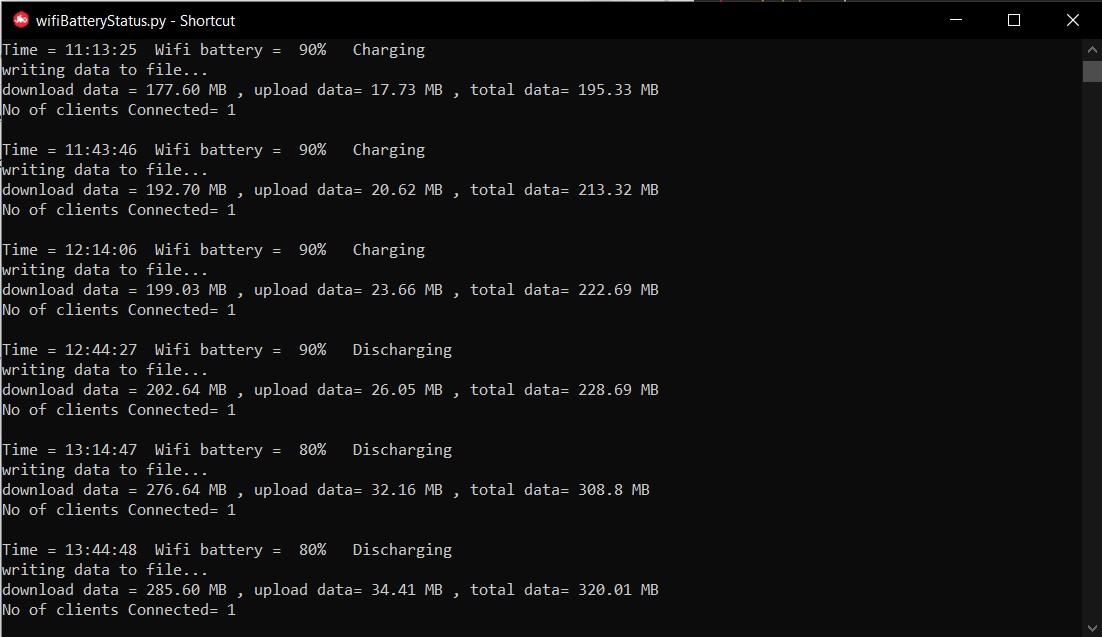 wifiBatteryStatus.py - Shortcut
Time = 11:13:25  Wifi battery =  90%   Charging
writing data to file...
download data = 177.60 MB , upload data= 17.73 MB , total data= 195.33 MB
No of clients Connected= 1
Time = 11:43:46  Wifi battery =  90%   Charging
writing data to file...
download data = 192.70 MB , upload data= 20.62 MB , total data= 213.32 MB
No of clients Connected= 1
Time = 12:14:06  Wifi battery =  90%   Charging
writing data to file...
download data = 199.03 MB , upload data= 23.66 MB , total data= 222.69 MB
No of clients Connected= 1
Time = 12:44:27  Wifi battery =  90%   Discharging
writing data to file...
download data = 202.64 MB , upload data= 26.05 MB , total data= 228.69 MB
No of clients Connected= 1
Time = 13:14:47  Wifi battery =  80%   Discharging
writing data to file...
download data = 276.64 MB , upload data= 32.16 MB , total data= 308.8 MB
No of clients Connected= 1
Time = 13:44:48  Wifi battery =  80%   Discharging
writing data to file...
download data = 285.60 MB , upload data= 34.41 MB , total data= 320.01 MB
No of clients Connected= 1